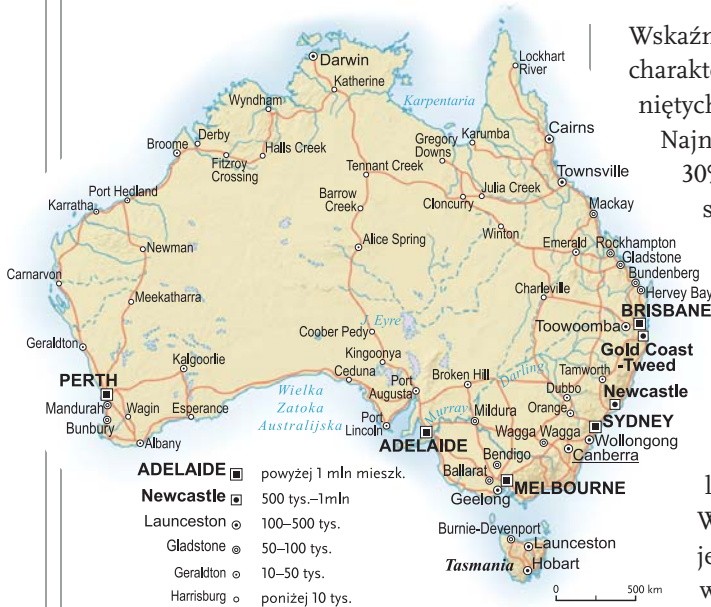 Wskaźn
charakte
niętych
Najn
30%
s
Darwin
Katherine
Lockhart
River
Karpentaria
Wyndham
Gregory
Downs
Karumba
Cairns
Derby
Broome
Fitzroy
Crossing
Halls Creek
Tennant Creek
Townsville
Port Hedland
Karratha
Barrow
Creek
Julia Creek
Cloncurry
Mackay
Newman
Alice Spring
Winton
Emerald
Rockhampton
Gladstone
Bundenberg
Carnarvon
Meekatharra
Charleville
Hervey Bay
BRISBANE
J. Eyre
Coober Pedy
Toowoomba
Geraldton
Kalgoorlie
Kingoonya
Gold Coast
-Tweed
Ceduna
Port
Augusta
Broken Hill
Darling
Tamworth
PERTH
Dubbo
Newcastle
Mandurah
Wagin
Esperance
Wielka
Zatoka
Australijska
Port
Lincoln
Murray
Mildura
Orange
SYDNEY
Bunbury
Albany
ADELAIDE
Wagga Wagga
Wollongong
Bendigo
Canberra
Ballarat
MELBOURNE
Geelong
Burnie-Devenport
Launceston
Tasmania
Hobart
ADELAIDE powyżej 1 mln mieszk.
Newcastle 500 tys.–1mln
Launceston 100–500 tys.
Gladstone 50–100 tys.
Geraldton 10–50 tys.
Harrisburg poniżej 10 tys.
0 500 km
l
W
je
w